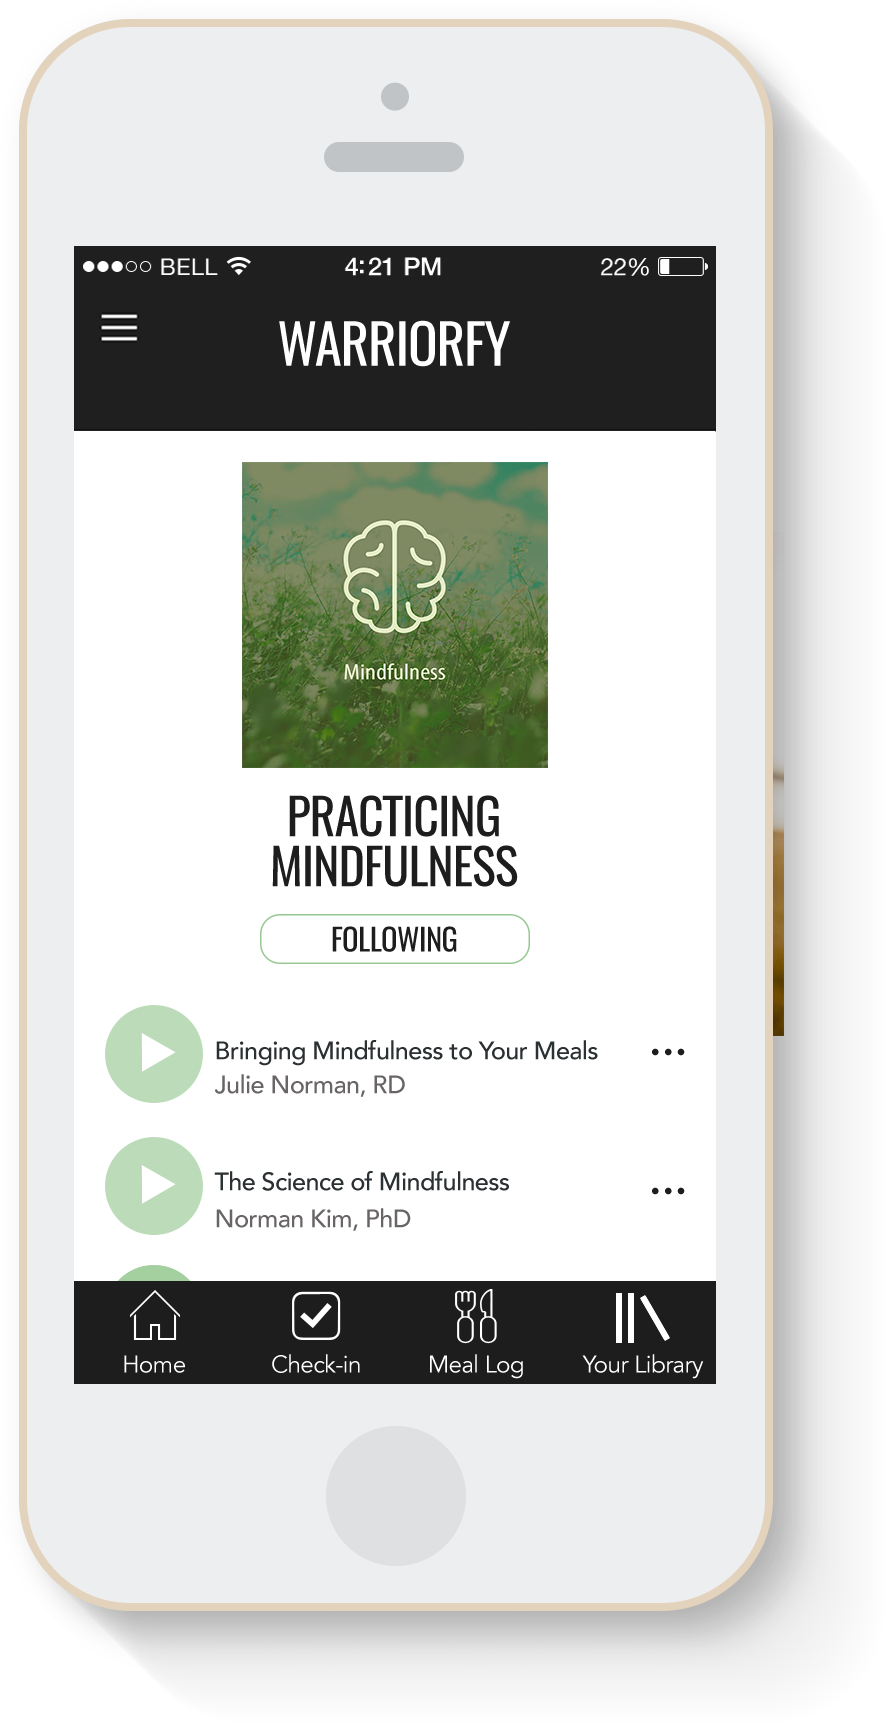 BELL 4:21 PM 22%
WARRIORFY
Mindfulness
PRACTICING
MINDFULNESS
FOLLOWING
Bringing Mindfulness to Your Meals
Julie Norman, RD
The Science of Mindfulness
Norman Kim, PhD
Home Check-in Meal Log Your Library